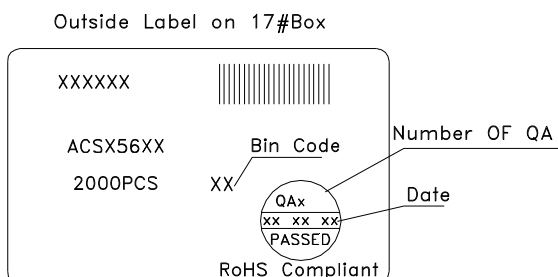 Outside Label on 17#Box
XXXXXX
ACSX56XX
Bin Code
Number OF QA
2000PCS
XX
QAx
Date
xx xx xx
PASSED
RoHS Compliant